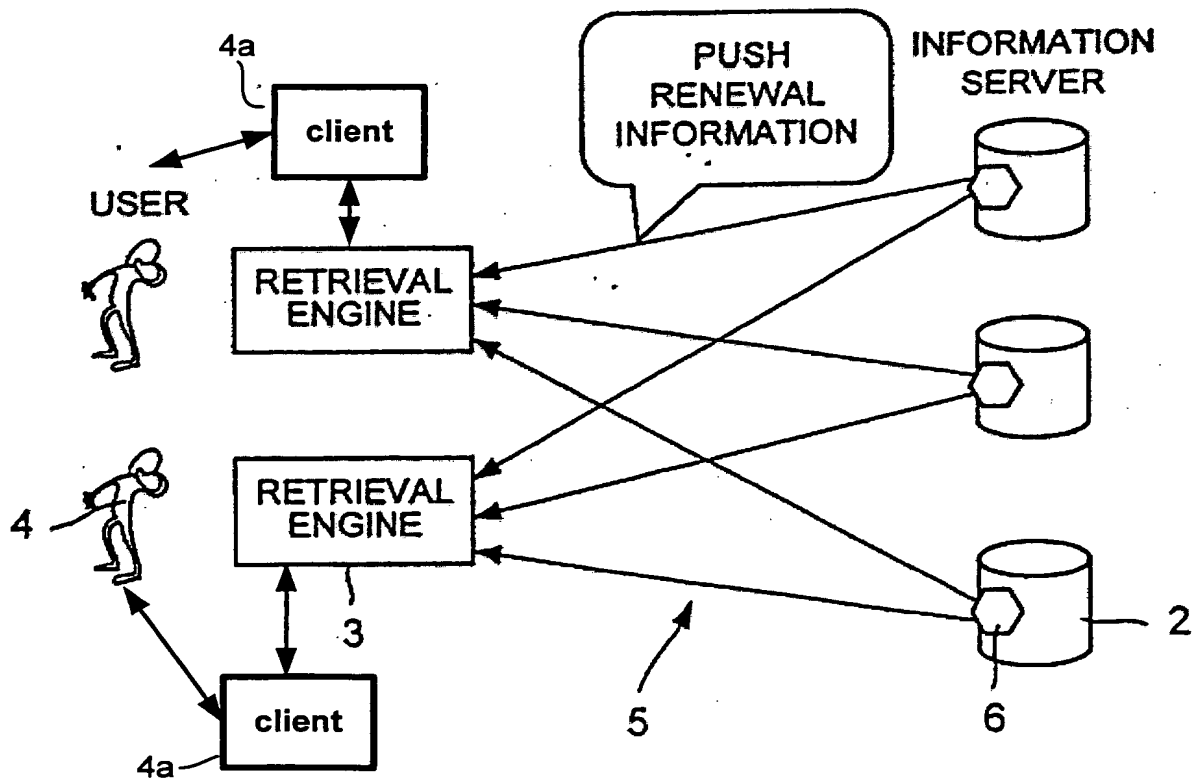 4a
client
USER
PUSH
RENEWAL
INFORMATION
INFORMATION
SERVER
RETRIEVAL
ENGINE
RETRIEVAL
ENGINE
4
3
client
4a
5
6
2